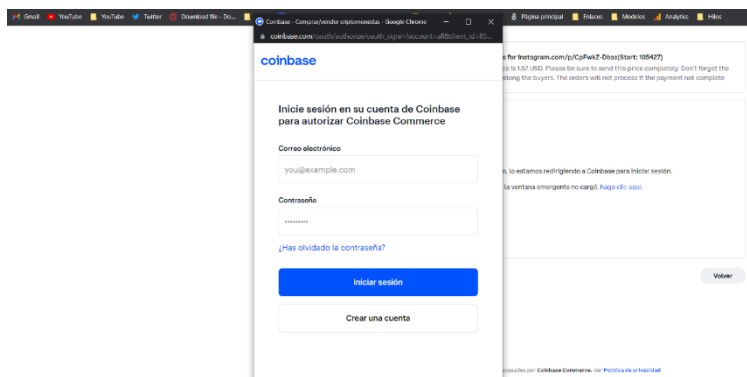 Gmail YouTube YouTube Twitter Download file - Do...
Coinbase - Compra/vender criptomonedas - Google Chrome
Página principal Enlaces Modelos Analytics Hilos
coinbase.com/oauth/authorize/oauth_signin?account=all&client_id=85...
coinbase
s for Instagram.com/p/CpFwkZ-Dbas(Start: 105427)
ce is 1.57 USD. Please be sure to send this price completely. Don't forget the
elong the buyers. The orders will not process if the payment not complete
Inicie sesión en su cuenta de Coinbase
para autorizar Coinbase Commerce
Correo electrónico
you@example.com
o, lo estamos redirigiendo a Coinbase para iniciar sesión.
la ventana emergente no cargó, haga clic aquí.
Contraseña
¿Has olvidado la contraseña?
Iniciar sesión
Volver
Crear una cuenta
ocesados por Coinbase Commerce. Ver Política de privacidad